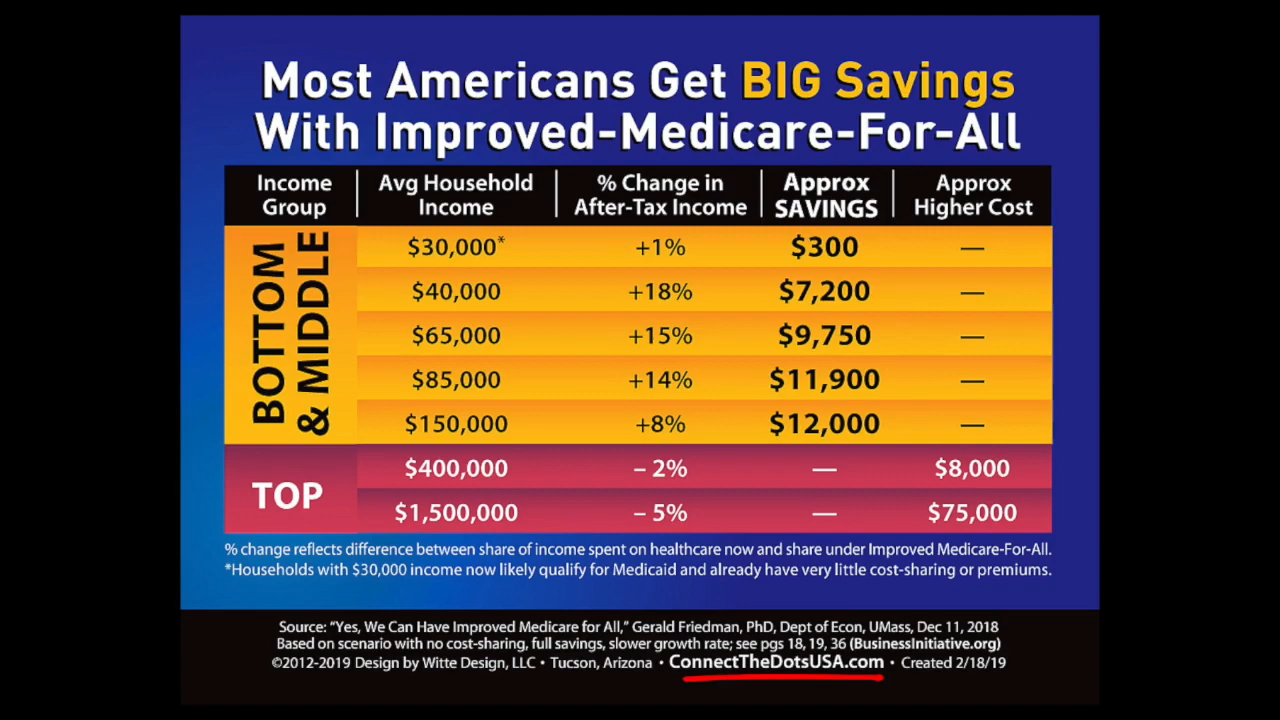 Most Americans Get BIG Savings
With Improved-Medicare-For-All
Income Group | Avg Household Income | % Change in After-Tax Income | Approx SAVINGS | Approx Higher Cost
BOTTOM & MIDDLE
$30,000* +1% $300 —
$40,000 +18% $7,200 —
$65,000 +15% $9,750 —
$85,000 +14% $11,900 —
$150,000 +8% $12,000 —
TOP
$400,000 – 2% — $8,000
$1,500,000 – 5% — $75,000
% change reflects difference between share of income spent on healthcare now and share under Improved Medicare-For-All.
*Households with $30,000 income now likely qualify for Medicaid and already have very little cost-sharing or premiums.
Source: “Yes, We Can Have Improved Medicare for All,” Gerald Friedman, PhD, Dept of Econ, UMass, Dec 11, 2018
Based on scenario with no cost-sharing, full savings, slower growth rate; see pgs 18, 19, 36 (BusinessInitiative.org)
©2012-2019 Design by Witte Design, LLC • Tucson, Arizona • ConnectTheDotsUSA.com • Created 2/18/19